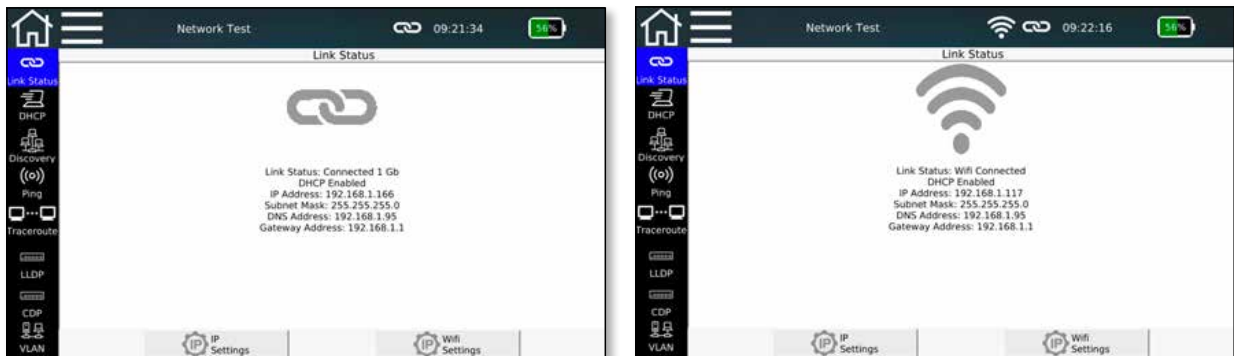 Network Test 09:21:34 56%
Link Status
Link Status
DHCP
Discovery
Ping
Traceroute
LLDP
CDP
VLAN
Link Status: Connected 1 Gb
DHCP Enabled
IP Address: 192.168.1.166
Subnet Mask: 255.255.255.0
DNS Address: 192.168.1.95
Gateway Address: 192.168.1.1
IP
Settings
Wifi
Settings
Network Test 09:22:16 56%
Link Status
Link Status
DHCP
Discovery
Ping
Traceroute
LLDP
CDP
VLAN
Link Status: Wifi Connected
DHCP Enabled
IP Address: 192.168.1.117
Subnet Mask: 255.255.255.0
DNS Address: 192.168.1.95
Gateway Address: 192.168.1.1
IP
Settings
Wifi
Settings